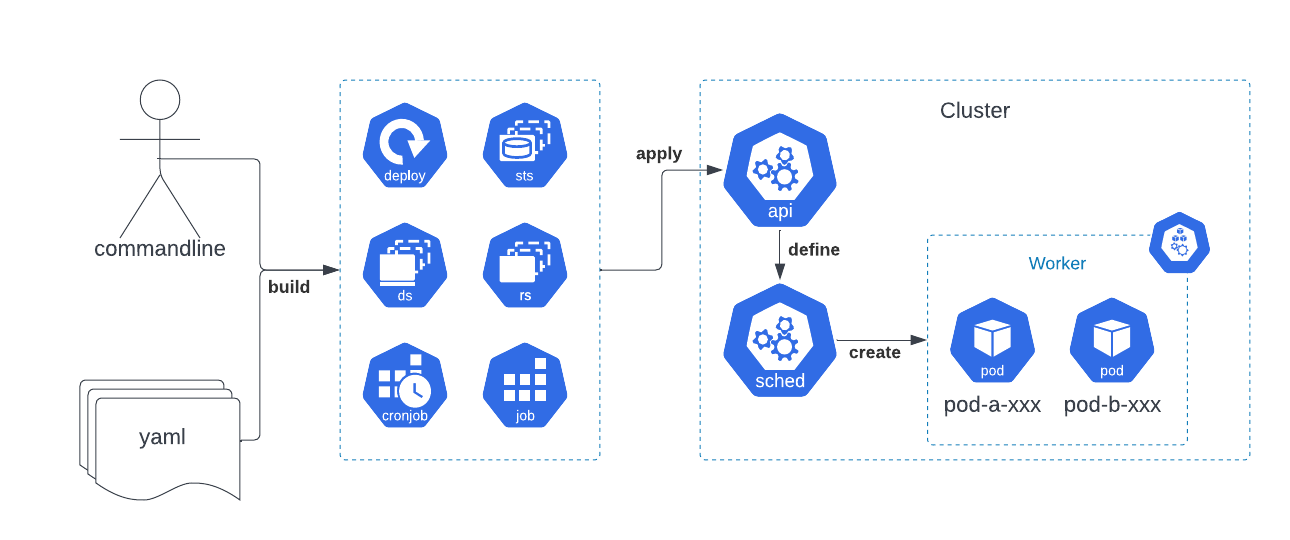 commandline
yaml
build
deploy
sts
ds
rs
cronjob
job
apply
Cluster
api
define
sched
create
Worker
pod
pod
pod-a-xxx
pod-b-xxx